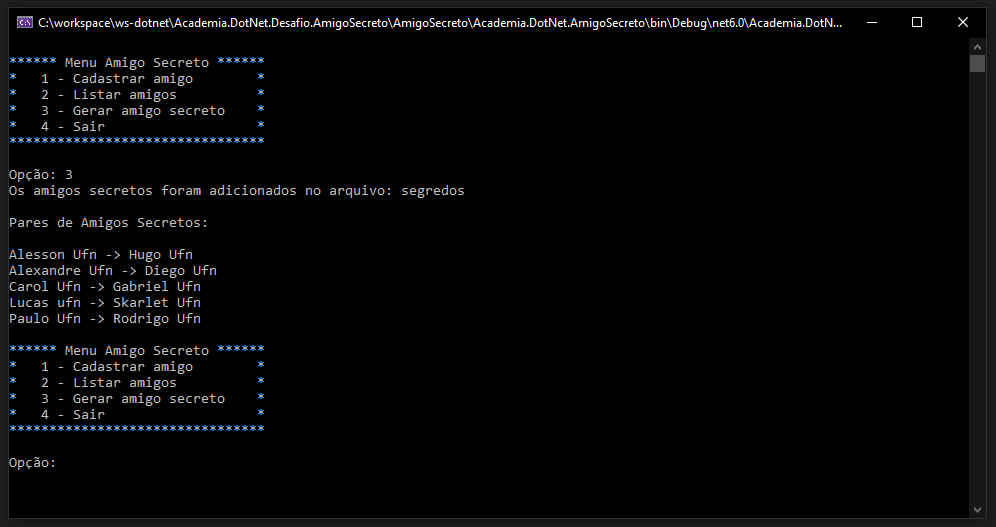 C:\workspace\ws-dotnet\Academia.DotNet.Desafio.AmigoSecreto\AmigoSecreto\Academia.DotNet.AmigoSecreto\bin\Debug\net6.0\Academia.DotN...
****** Menu Amigo Secreto ******
*   1 - Cadastrar amigo        *
*   2 - Listar amigos          *
*   3 - Gerar amigo secreto    *
*   4 - Sair                   *
********************************
Opção: 3
Os amigos secretos foram adicionados no arquivo: segredos
Pares de Amigos Secretos:
Alesson Ufn -> Hugo Ufn
Alexandre Ufn -> Diego Ufn
Carol Ufn -> Gabriel Ufn
Lucas ufn -> Skarlet Ufn
Paulo Ufn -> Rodrigo Ufn
****** Menu Amigo Secreto ******
*   1 - Cadastrar amigo        *
*   2 - Listar amigos          *
*   3 - Gerar amigo secreto    *
*   4 - Sair                   *
********************************
Opção: